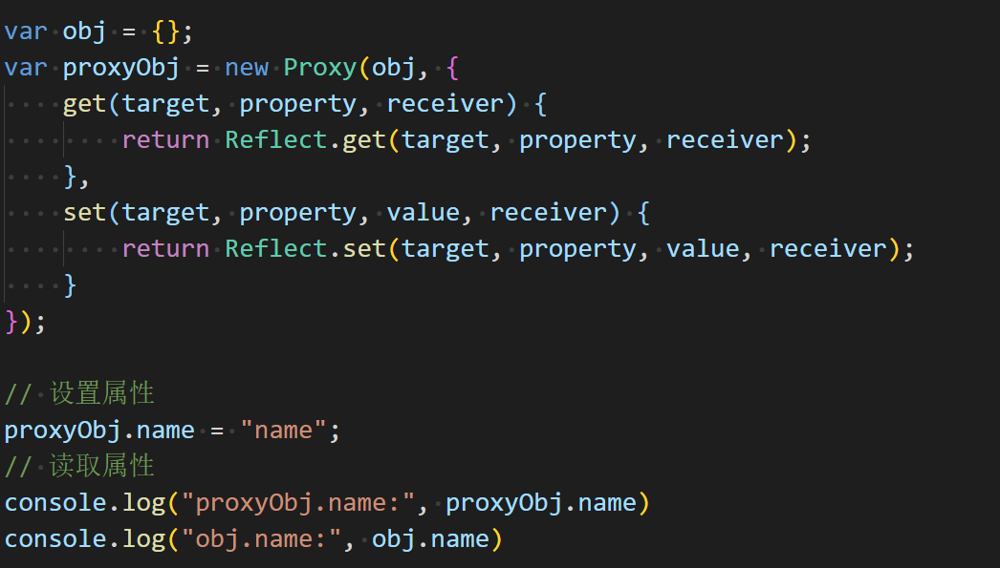 var obj = {};
var proxyObj = new Proxy(obj, {
    get(target, property, receiver) {
        return Reflect.get(target, property, receiver);
    },
    set(target, property, value, receiver) {
        return Reflect.set(target, property, value, receiver);
    }
});

// 设置属性
proxyObj.name = "name";
// 读取属性
console.log("proxyObj.name:", proxyObj.name)
console.log("obj.name:", obj.name)